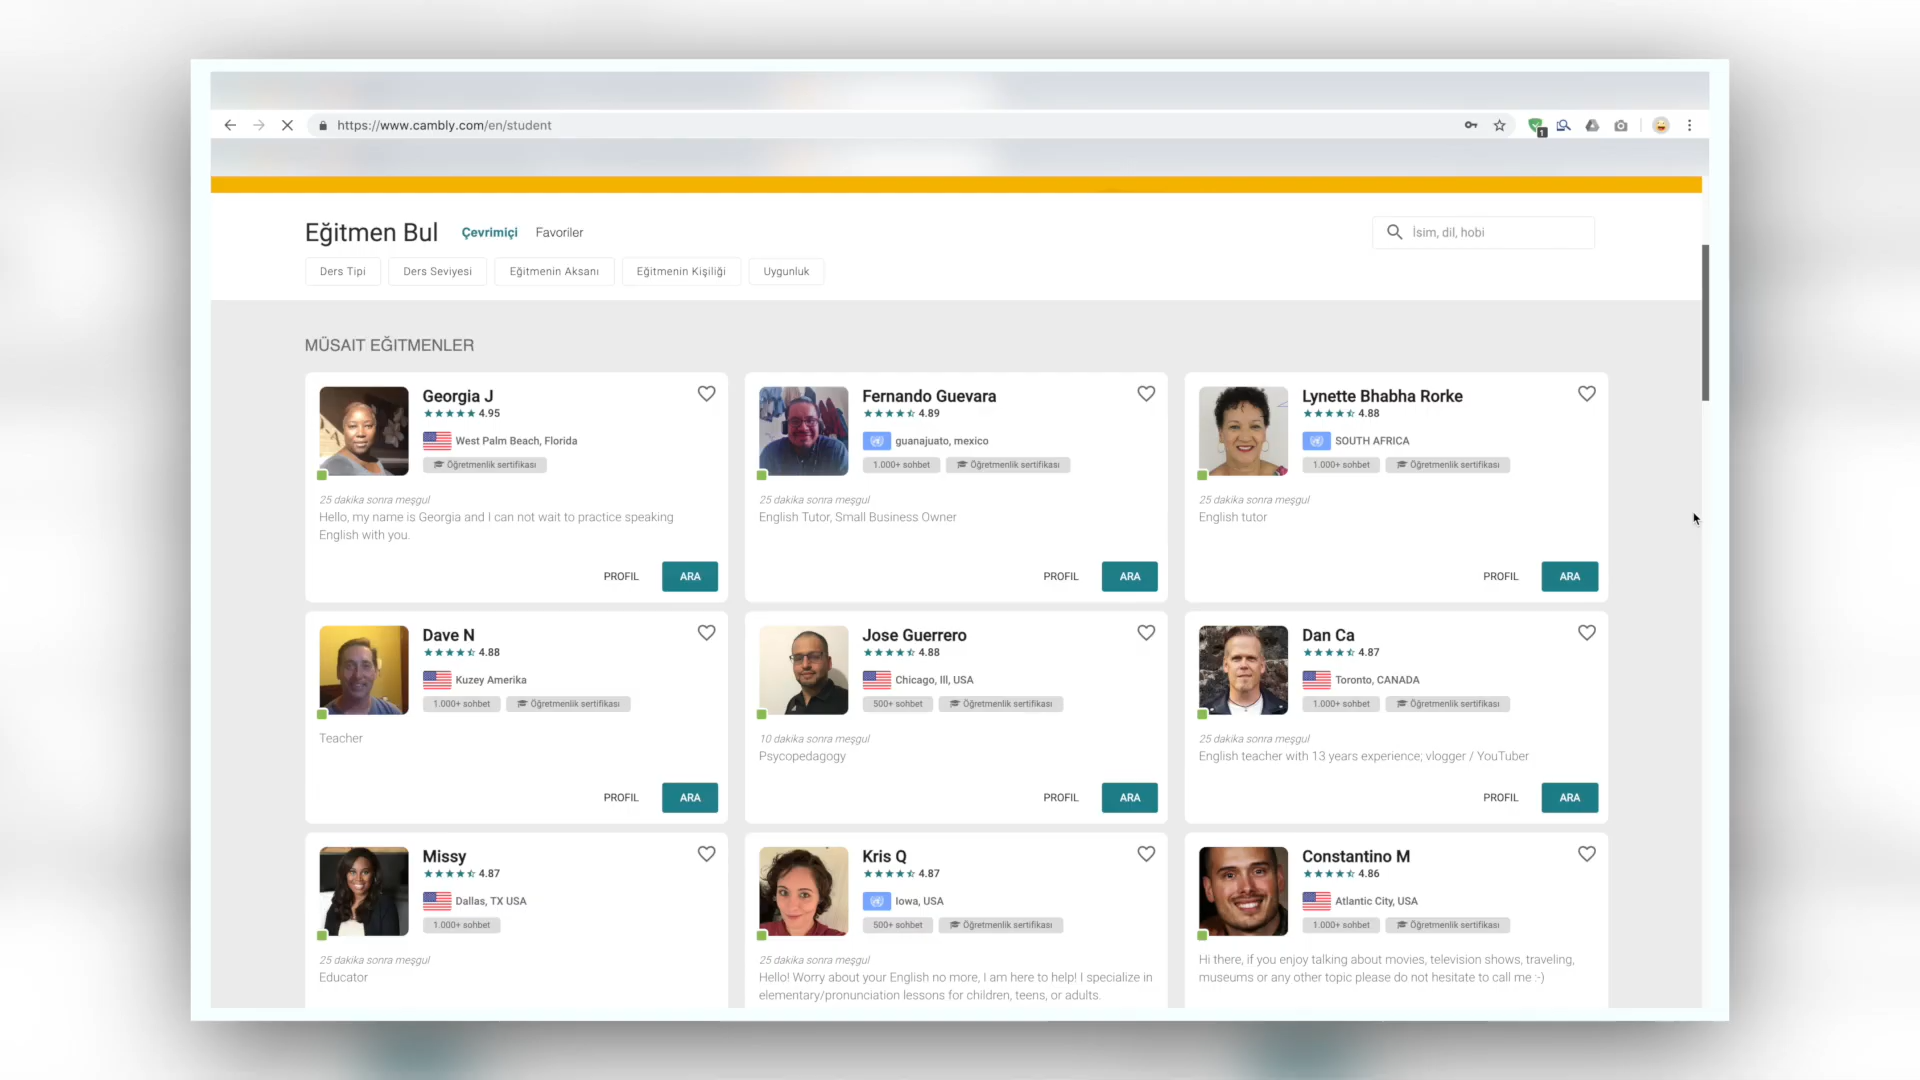 https://www.cambly.com/en/student
1
Eğitmen Bul
Çevrimiçi
Favoriler
İsim, dil, hobi
Ders Tipi
Ders Seviyesi
Eğitmenin Aksanı
Eğitmenin Kişiliği
Uygunluk
MÜSAIT EĞITMENLER
Georgia J
4.95
West Palm Beach, Florida
Öğretmenlik sertifikası
25 dakika sonra meşgul
Hello, my name is Georgia and I can not wait to practice speaking
English with you.
PROFIL
ARA
Fernando Guevara
4.89
guanajuato, mexico
1.000+ sohbet
Öğretmenlik sertifikası
25 dakika sonra meşgul
English Tutor, Small Business Owner
PROFIL
ARA
Lynette Bhabha Rorke
4.88
SOUTH AFRICA
1.000+ sohbet
Öğretmenlik sertifikası
25 dakika sonra meşgul
English tutor
PROFIL
ARA
Dave N
4.88
Kuzey Amerika
1.000+ sohbet
Öğretmenlik sertifikası
Teacher
PROFIL
ARA
Jose Guerrero
4.88
Chicago, Ill, USA
500+ sohbet
Öğretmenlik sertifikası
10 dakika sonra meşgul
Psycopedagogy
PROFIL
ARA
Dan Ca
4.87
Toronto, CANADA
1.000+ sohbet
Öğretmenlik sertifikası
25 dakika sonra meşgul
English teacher with 13 years experience; vlogger / YouTuber
PROFIL
ARA
Missy
4.87
Dallas, TX USA
1.000+ sohbet
25 dakika sonra meşgul
Educator
Kris Q
4.87
Iowa, USA
500+ sohbet
Öğretmenlik sertifikası
25 dakika sonra meşgul
Hello! Worry about your English no more, I am here to help! I specialize in
elementary/pronunciation lessons for children, teens, or adults.
Constantino M
4.86
Atlantic City, USA
1.000+ sohbet
Öğretmenlik sertifikası
Hi there, if you enjoy talking about movies, television shows, traveling,
museums or any other topic please do not hesitate to call me :-)